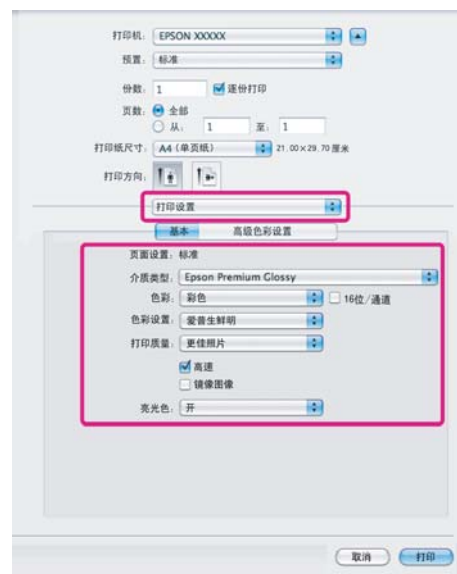 打印机: EPSON XXXXX
预置: 标准
份数: 1 逐份打印
页数: 全部
从: 1 至: 1
打印纸尺寸: A4 (单页纸) 21.00×29.70 厘米
打印方向:
打印设置
基本 高级色彩设置
页面设置: 标准
介质类型: Epson Premium Glossy
色彩: 彩色 16位/通道
色彩设置: 爱普生鲜明
打印质量: 更佳照片
高速
镜像图像
亮光色: 开
取消 打印